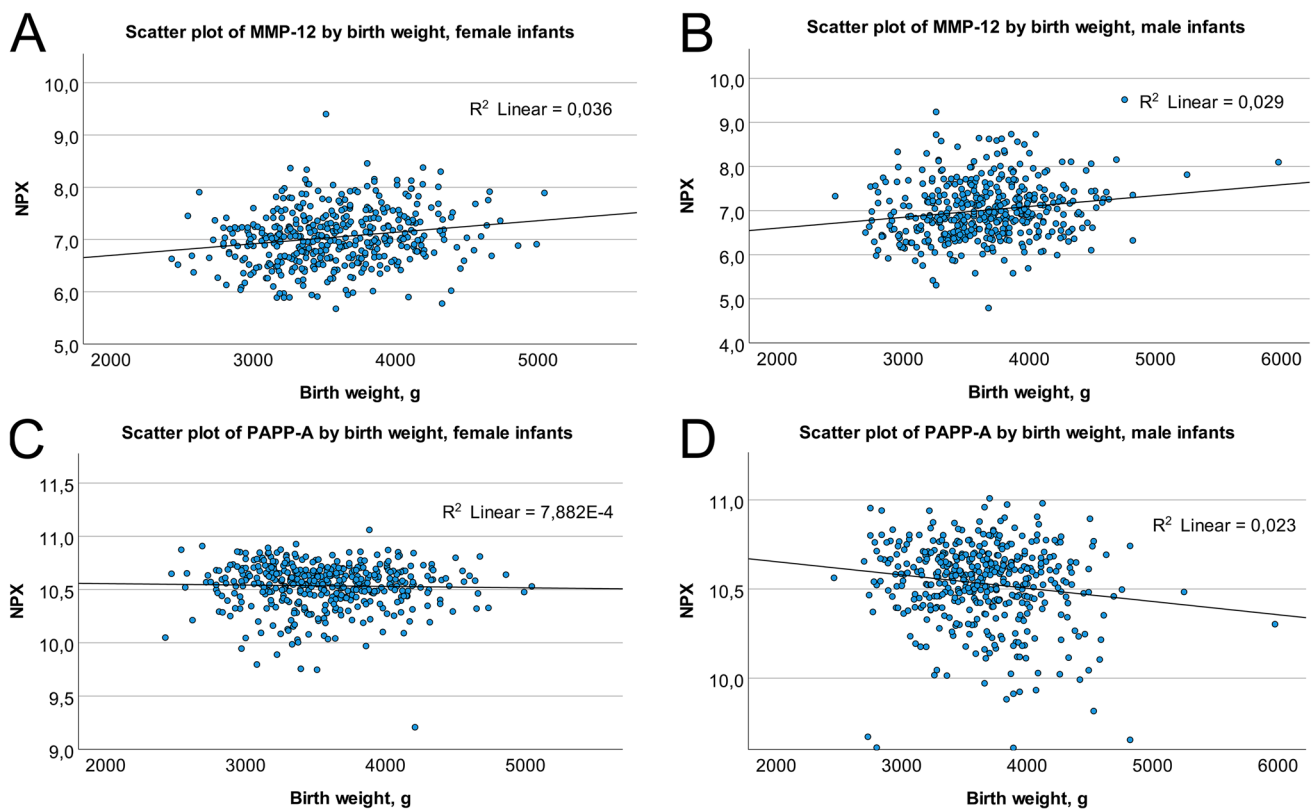 A
Scatter plot of MMP-12 by birth weight, female infants
10,0
9,0
8,0
7,0
6,0
5,0
NPX
R² Linear = 0,036
2000 3000 4000 5000
Birth weight, g
B
Scatter plot of MMP-12 by birth weight, male infants
10,0
9,0
8,0
7,0
6,0
5,0
4,0
NPX
R² Linear = 0,029
2000 3000 4000 5000 6000
Birth weight, g
C
Scatter plot of PAPP-A by birth weight, female infants
11,5
11,0
10,5
10,0
9,5
9,0
NPX
R² Linear = 7,882E-4
2000 3000 4000 5000
Birth weight, g
D
Scatter plot of PAPP-A by birth weight, male infants
11,0
10,5
10,0
NPX
R² Linear = 0,023
2000 3000 4000 5000 6000
Birth weight, g